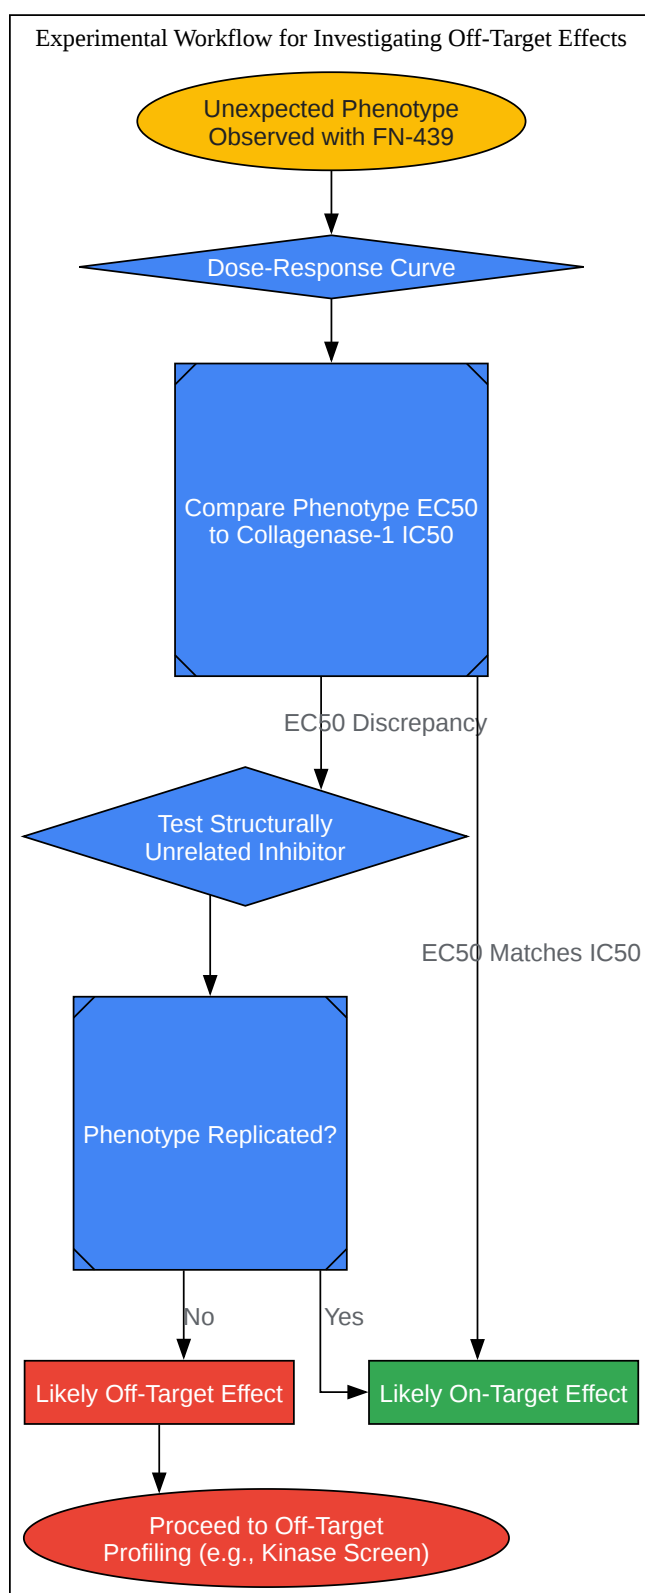 Experimental Workflow for Investigating Off-Target Effects
Unexpected Phenotype
Observed with FN-439
Dose-Response Curve
Compare Phenotype EC50
to Collagenase-1 IC50
EC50 Discrepancy
Test Structurally
Unrelated Inhibitor
EC50 Matches IC50
Phenotype Replicated?
No
Yes
Likely Off-Target Effect
Likely On-Target Effect
Proceed to Off-Target
Profiling (e.g., Kinase Screen)